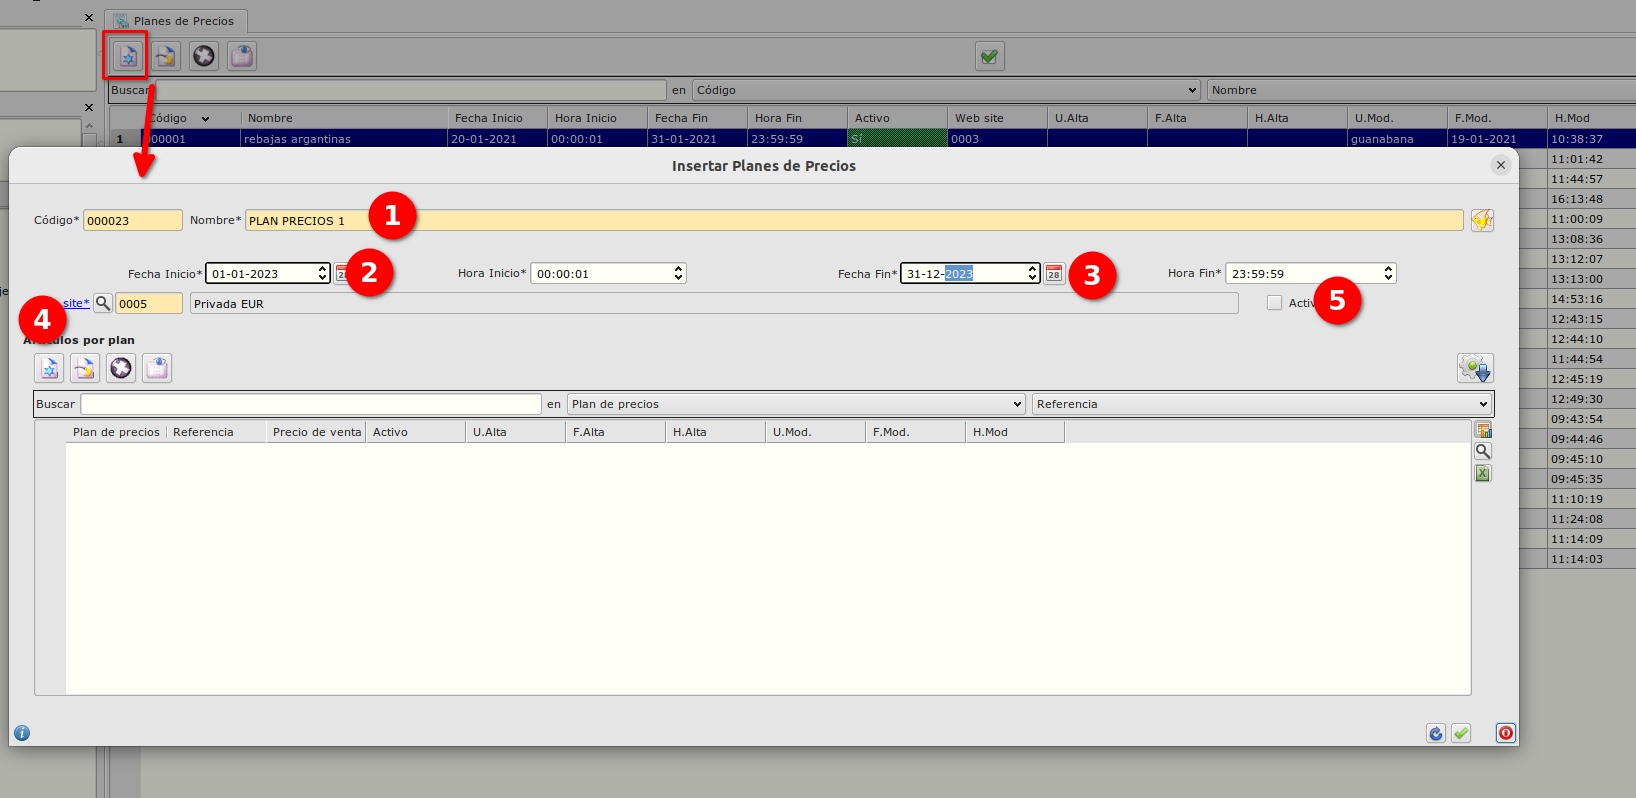 Planes de Precios
Buscar en Código Nombre
Código Nombre Fecha Inicio Hora Inicio Fecha Fin Hora Fin Activo Web site U.Alta F.Alta H.Alta U.Mod. F.Mod. H.Mod
1 000001 rebajas argantinas 20-01-2021 00:00:01 31-01-2021 23:59:59 Sí 0003 guanabana 19-01-2021 10:38:37
11:01:42
Insertar Planes de Precios
11:44:57
16:13:48
Código* 000023 Nombre* PLAN PRECIOS 1 1
11:00:09
13:08:36
13:12:07
Fecha Inicio* 01-01-2023 28 2 Hora Inicio* 00:00:01 Fecha Fin* 31-12-2023 28 3 Hora Fin* 23:59:59
13:13:00
site* 0005 Privada EUR 5
14:53:16
4
12:43:15
por plan
12:44:10
11:44:54
12:45:19
Buscar en Plan de precios Referencia
12:49:30
09:43:54
Plan de precios Referencia Precio de venta Activo U.Alta F.Alta H.Alta U.Mod. F.Mod. H.Mod
09:44:46
09:45:10
09:45:35
11:10:19
11:24:08
11:14:09
11:14:03